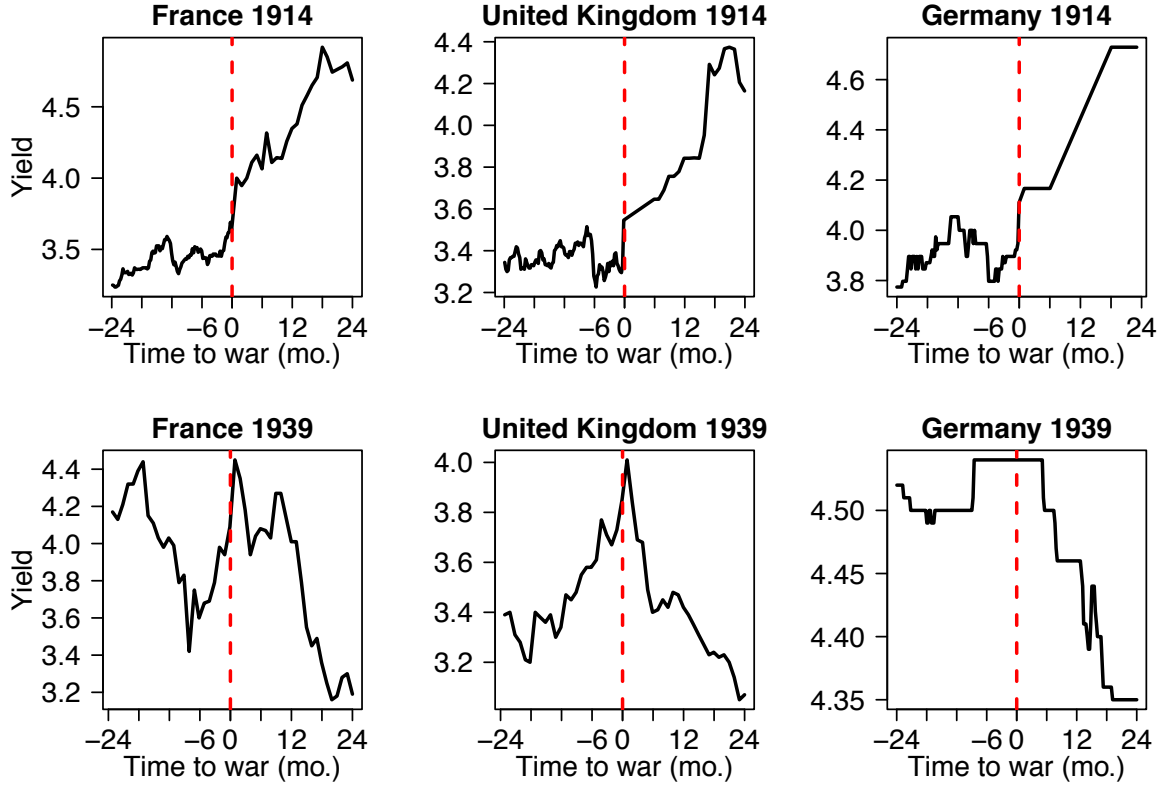 France 1914
United Kingdom 1914
Germany 1914
Yield
4.5
4.0
3.5
−24 −6 0 12 24
Time to war (mo.)
4.4
4.2
4.0
3.8
3.6
3.4
3.2
−24 −6 0 12 24
Time to war (mo.)
4.6
4.4
4.2
4.0
3.8
−24 −6 0 12 24
Time to war (mo.)
France 1939
United Kingdom 1939
Germany 1939
Yield
4.4
4.2
4.0
3.8
3.6
3.4
3.2
−24 −6 0 12 24
Time to war (mo.)
4.0
3.8
3.6
3.4
3.2
−24 −6 0 12 24
Time to war (mo.)
4.50
4.45
4.40
4.35
−24 −6 0 12 24
Time to war (mo.)